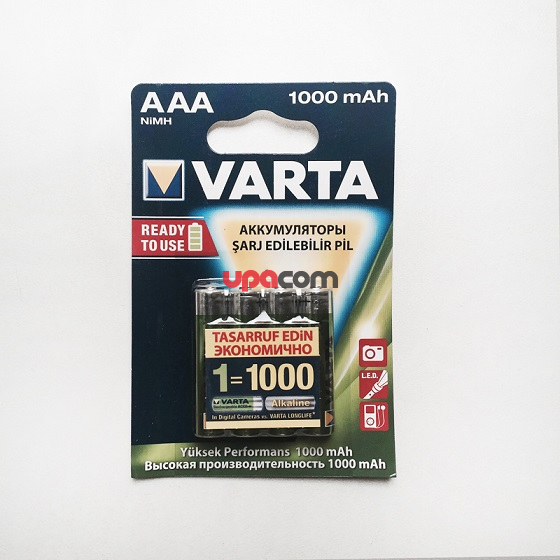 AAA
NiMH
1000 mAh
VARTA
READY
TO USE
АККУМУЛЯТОРЫ
ŞARJ EDİLEBİLİR PİL
upacom
TASARRUF EDİN
ЭКОНОМИЧНО
1=1000
VARTA
Alkaline
In Digital Cameras vs. VARTA LONGLIFE*
L.E.D.
Yüksek Performans 1000 mAh
Высокая производительность 1000 mAh